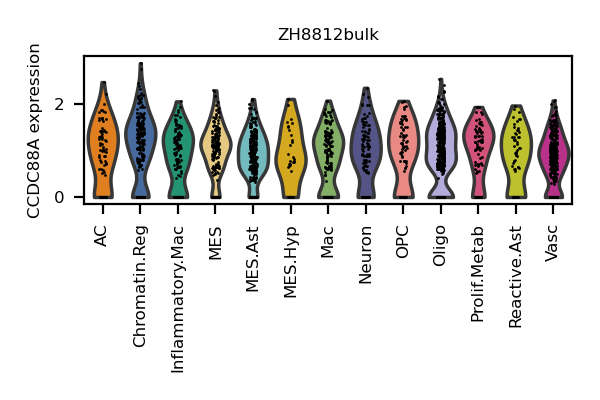 ZH8812bulk
CCDC88A expression
2
0
AC
Chromatin.Reg
Inflammatory.Mac
MES
MES.Ast
MES.Hyp
Mac
Neuron
OPC
Oligo
Prolif.Metab
Reactive.Ast
Vasc